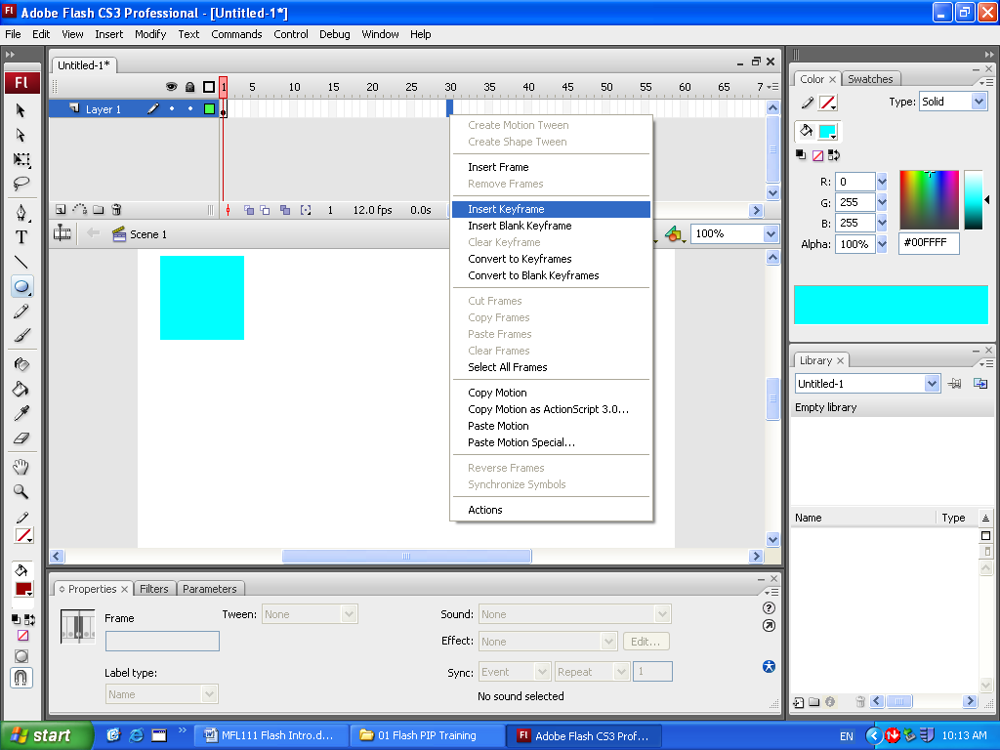 Fl Adobe Flash CS3 Professional - [Untitled-1*]
File Edit View Insert Modify Text Commands Control Debug Window Help
Untitled-1*
1 5 10 15 20 25 30 35 40 45 50 55 60 65 7
Layer 1
1 12.0 fps 0.0s
Scene 1
100%
Fl
T
Create Motion Tween
Create Shape Tween
Insert Frame
Remove Frames
Insert Keyframe
Insert Blank Keyframe
Clear Keyframe
Convert to Keyframes
Convert to Blank Keyframes
Cut Frames
Copy Frames
Paste Frames
Clear Frames
Select All Frames
Copy Motion
Copy Motion as ActionScript 3.0...
Paste Motion
Paste Motion Special...
Reverse Frames
Synchronize Symbols
Actions
Color Swatches
Type: Solid
R: 0
G: 255
B: 255
Alpha: 100% #00FFFF
Library
Untitled-1
Empty library
Name Type
Properties Filters Parameters
Frame
Tween: None
Label type:
Name
Sound: None
Effect: None Edit...
Sync: Event Repeat 1
No sound selected
start
MFL111 Flash Intro.d...
01 Flash PIP Training
Fl Adobe Flash CS3 Prof...
EN
10:13 AM